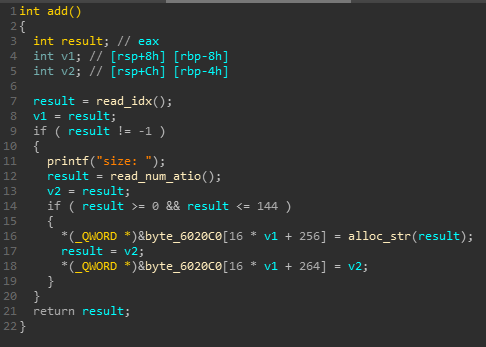 1 int add()
2 {
3   int result; // eax
4   int v1; // [rsp+8h] [rbp-8h]
5   int v2; // [rsp+Ch] [rbp-4h]
6
7   result = read_idx();
8   v1 = result;
9   if ( result != -1 )
10   {
11     printf("size: ");
12     result = read_num_atio();
13     v2 = result;
14     if ( result >= 0 && result <= 144 )
15     {
16       *(_QWORD *)&byte_6020C0[16 * v1 + 256] = alloc_str(result);
17       result = v2;
18       *(_QWORD *)&byte_6020C0[16 * v1 + 264] = v2;
19     }
20   }
21   return result;
22 }